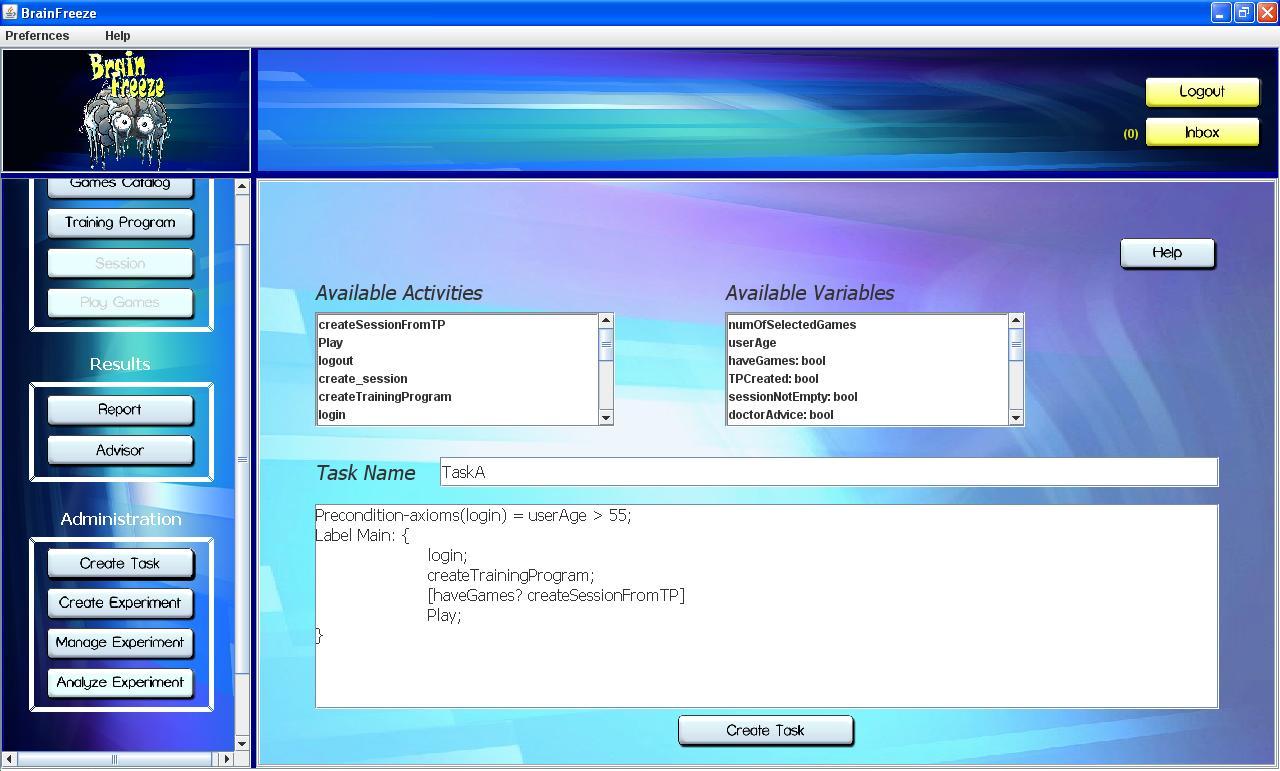 BrainFreeze
Prefernces Help
Brain
Freeze
Logout
(0) Inbox
Games Catalog
Training Program
Session
Play Games
Results
Report
Advisor
Administration
Create Task
Create Experiment
Manage Experiment
Analyze Experiment
Help
Available Activities
createSessionFromTP
Play
logout
create_session
createTrainingProgram
login
Available Variables
numOfSelectedGames
userAge
haveGames: bool
TPCreated: bool
sessionNotEmpty: bool
doctorAdvice: bool
Task Name TaskA
Precondition-axioms(login) = userAge > 55;
Label Main: {
login;
createTrainingProgram;
[haveGames? createSessionFromTP]
Play;
}
Create Task